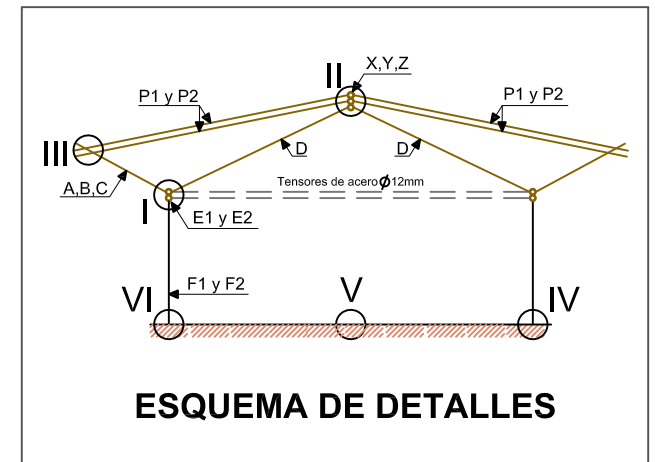 X,Y,Z
II
P1 y P2
P1 y P2
III
D
D
A,B,C
Tensores de acero ϕ12mm
I
E1 y E2
F1 y F2
VI
V
IV
ESQUEMA DE DETALLES